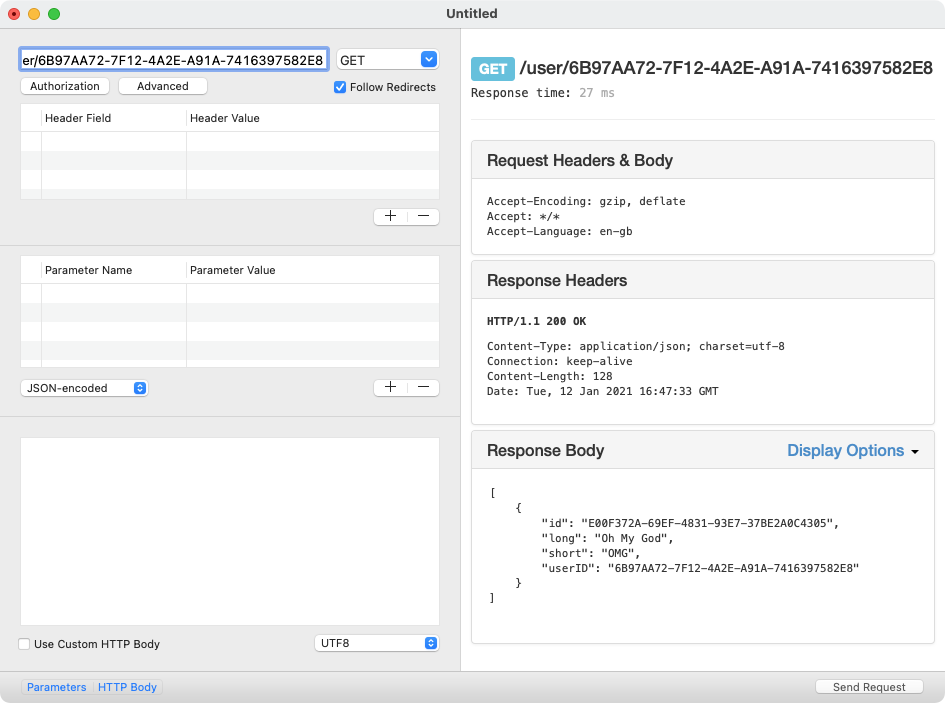 Untitled
er/6B97AA72-7F12-4A2E-A91A-7416397582E8
GET
Authorization
Advanced
Follow Redirects
Header Field
Header Value
Parameter Name
Parameter Value
JSON-encoded
Use Custom HTTP Body
UTF8
GET /user/6B97AA72-7F12-4A2E-A91A-7416397582E8
Response time: 27 ms
Request Headers & Body
Accept-Encoding: gzip, deflate
Accept: */*
Accept-Language: en-gb
Response Headers
HTTP/1.1 200 OK
Content-Type: application/json; charset=utf-8
Connection: keep-alive
Content-Length: 128
Date: Tue, 12 Jan 2021 16:47:33 GMT
Response Body
Display Options
[
{
"id": "E00F372A-69EF-4831-93E7-37BE2A0C4305",
"long": "Oh My God",
"short": "OMG",
"userID": "6B97AA72-7F12-4A2E-A91A-7416397582E8"
}
]
Parameters
HTTP Body
Send Request